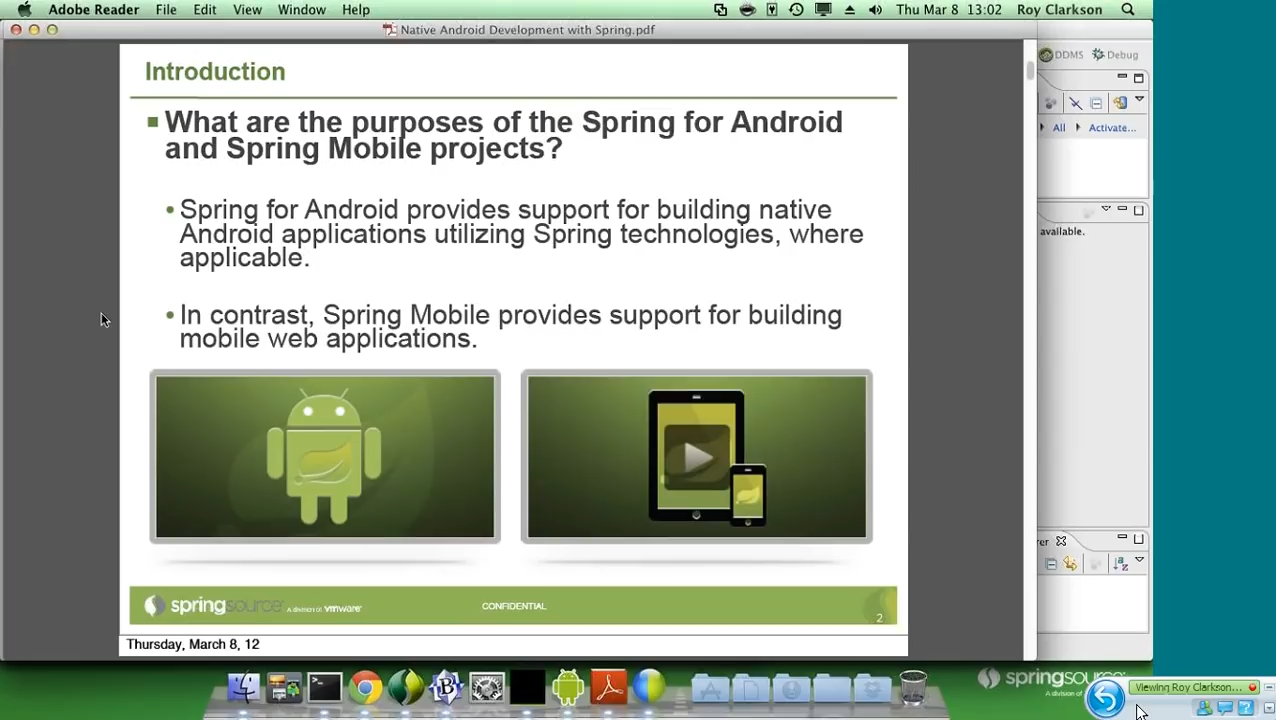 Adobe Reader File Edit View Window Help Thu Mar 8 13:02 Roy Clarkson
Native Android Development with Spring.pdf
DDMS Debug
Introduction
What are the purposes of the Spring for Android
and Spring Mobile projects?
All Activate...
Spring for Android provides support for building native
Android applications utilizing Spring technologies, where
applicable.
available.
In contrast, Spring Mobile provides support for building
mobile web applications.
rer
springsource A division of vmware CONFIDENTIAL 2
Thursday, March 8, 12
springsource
A division of
Viewing Roy Clarkson...